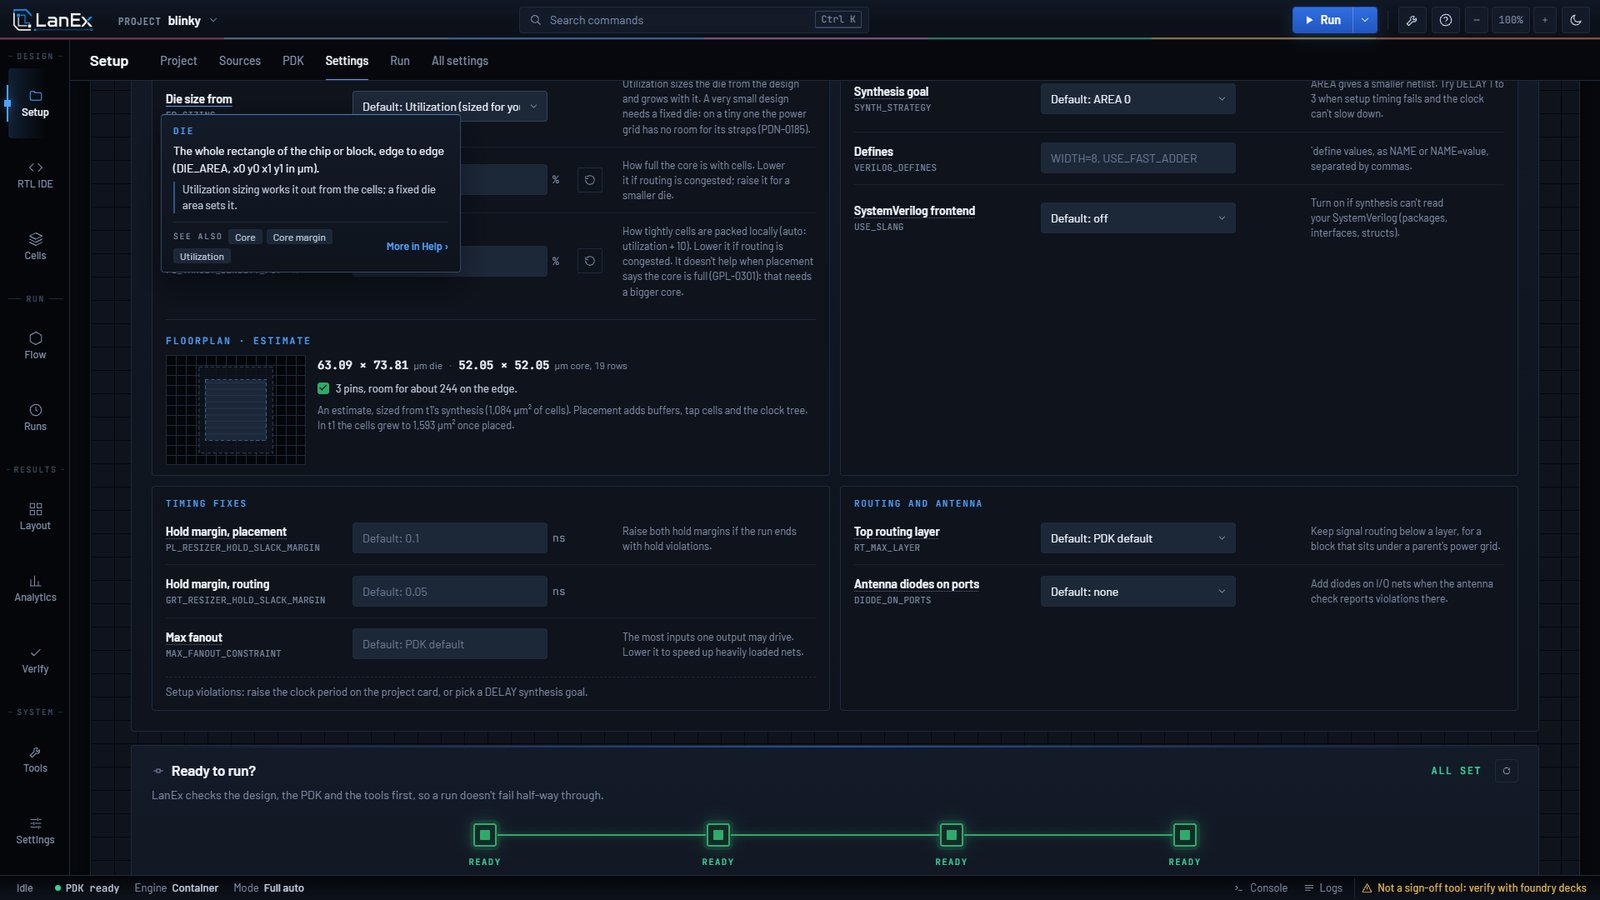 LanEx
PROJECT blinky
Search commands
Ctrl K
Run
100%
DESIGN
Setup
RTL IDE
Cells
RUN
Flow
Runs
RESULTS
Layout
Analytics
Verify
SYSTEM
Tools
Settings
Setup
Project
Sources
PDK
Settings
Run
All settings
Die size from
Default: Utilization (sized for you
Utilization sizes the die from the design
and grows with it. A very small design
needs a fixed die: on a tiny one the power
grid has no room for its straps (PDN-0185).
DIE
The whole rectangle of the chip or block, edge to edge
(DIE_AREA, x0 y0 x1 y1 in µm).
Utilization sizing works it out from the cells; a fixed die
area sets it.
SEE ALSO
Core
Core margin
Utilization
More in Help ›
%
How full the core is with cells. Lower
it if routing is congested; raise it for a
smaller die.
%
How tightly cells are packed locally (auto:
utilization + 10). Lower it if routing is
congested. It doesn't help when placement
says the core is full (GPL-0301): that needs
a bigger core.
FLOORPLAN · ESTIMATE
63.09 × 73.81 µm die · 52.05 × 52.05 µm core, 19 rows
3 pins, room for about 244 on the edge.
An estimate, sized from t1's synthesis (1,084 µm² of cells). Placement adds buffers, tap cells and the clock tree.
In t1 the cells grew to 1,593 µm² once placed.
Synthesis goal
SYNTH_STRATEGY
Default: AREA 0
AREA gives a smaller netlist. Try DELAY 1 to
3 when setup timing fails and the clock
can't slow down.
Defines
VERILOG_DEFINES
WIDTH=8, USE_FAST_ADDER
`define values, as NAME or NAME=value,
separated by commas.
SystemVerilog frontend
USE_SLANG
Default: off
Turn on if synthesis can't read
your SystemVerilog (packages,
interfaces, structs).
TIMING FIXES
Hold margin, placement
PL_RESIZER_HOLD_SLACK_MARGIN
Default: 0.1
ns
Raise both hold margins if the run ends
with hold violations.
Hold margin, routing
GRT_RESIZER_HOLD_SLACK_MARGIN
Default: 0.05
ns
Max fanout
MAX_FANOUT_CONSTRAINT
Default: PDK default
The most inputs one output may drive.
Lower it to speed up heavily loaded nets.
Setup violations: raise the clock period on the project card, or pick a DELAY synthesis goal.
ROUTING AND ANTENNA
Top routing layer
RT_MAX_LAYER
Default: PDK default
Keep signal routing below a layer, for a
block that sits under a parent's power grid.
Antenna diodes on ports
DIODE_ON_PORTS
Default: none
Add diodes on I/O nets when the antenna
check reports violations there.
Ready to run?
ALL SET
LanEx checks the design, the PDK and the tools first, so a run doesn't fail half-way through.
READY
READY
READY
READY
Idle
PDK ready
Engine Container
Mode Full auto
Console
Logs
Not a sign-off tool: verify with foundry decks